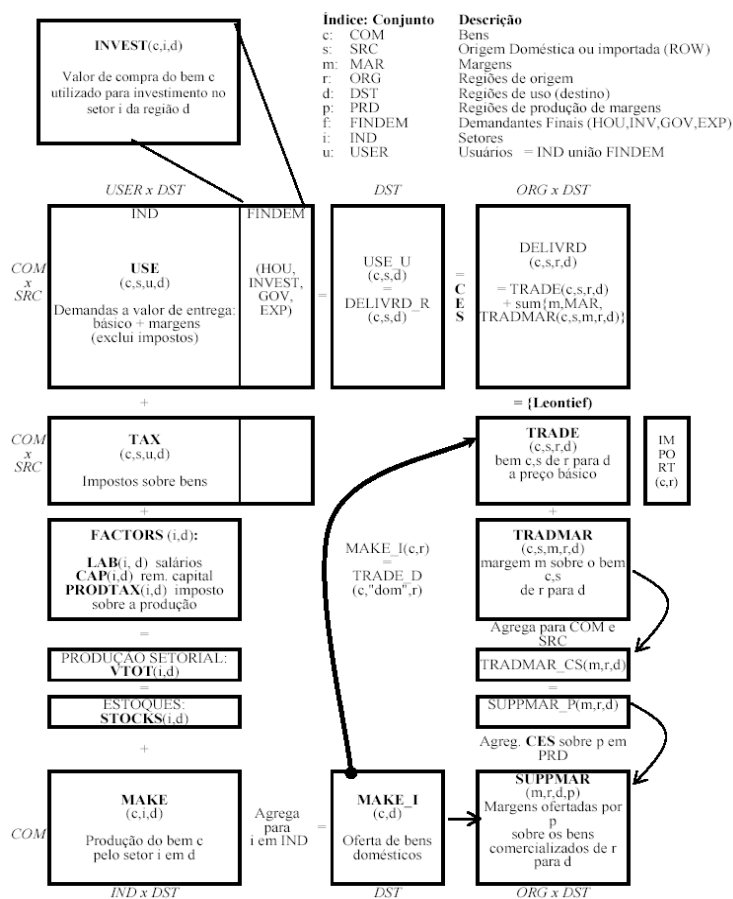 INVEST(c,i,d)
Valor de compra do bem c
utilizado para investimento no
setor i da região d
Índice: Conjunto Descrição
c: COM Bens
s: SRC Origem Doméstica ou importada (ROW)
m: MAR Margens
r: ORG Regiões de origem
d: DST Regiões de uso (destino)
p: PRD Regiões de produção de margens
f: FINDEM Demandantes Finais (HOU,INV,GOV,EXP)
i: IND Setores
u: USER Usuários = IND união FINDEM
USER x DST
DST
ORG x DST
COM
x
SRC
IND
USE
(c,s,u,d)
Demandas a valor de entrega:
básico + margens
(exclui impostos)
FINDEM
(HOU,
INVEST,
GOV,
EXP)
=
USE_U
(c,s,d)
=
DELIVRD_R
(c,s,d)
=
C
E
S
DELIVRD
(c,s,r,d)
= TRADE(c,s,r,d)
+ sum{m,MAR,
TRADMAR(c,s,m,r,d)}
+
= {Leontief)
COM
x
SRC
TAX
(c,s,u,d)
Impostos sobre bens
TRADE
(c,s,r,d)
bem c,s de r para d
a preço básico
IM
PO
RT
(c,r)
+
+
FACTORS (i,d):
LAB(i, d) salários
CAP(i,d) rem. capital
PRODTAX(i,d) imposto
sobre a produção
MAKE_I(c,r)
=
TRADE_D
(c,"dom",r)
TRADMAR
(c,s,m,r,d)
margem m sobre o bem
c,s
de r para d
=
Agrega para COM e
SRC
PRODUÇÃO SETORIAL:
VTOT(i,d)
TRADMAR_CS(m,r,d)
=
=
ESTOQUES:
STOCKS(i,d)
SUPPMAR_P(m,r,d)
+
Agreg. CES sobre p em
PRD
COM
MAKE
(c,i,d)
Produção do bem c
pelo setor i em d
Agrega
para
i em IND
=
MAKE_I
(c,d)
Oferta de bens
domésticos
SUPPMAR
(m,r,d,p)
Margens ofertadas por
p
sobre os bens
comercializados de r
para d
IND x DST
DST
ORG x DST